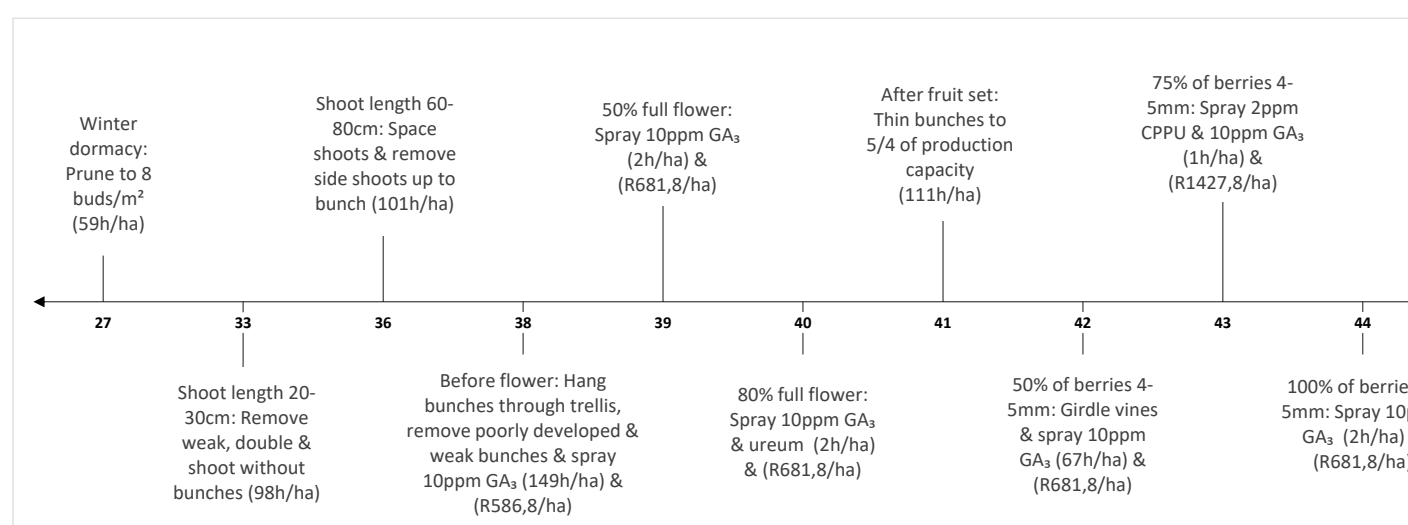 Winter
dormacy:
Prune to 8
buds/m²
(59h/ha)
Shoot length 60-
80cm: Space
shoots & remove
side shoots up to
bunch (101h/ha)
50% full flower:
Spray 10ppm GA₃
(2h/ha) &
(R681,8/ha)
After fruit set:
Thin bunches to
5/4 of production
capacity
(111h/ha)
75% of berries 4-
5mm: Spray 2ppm
CPPU & 10ppm GA₃
(1h/ha) &
(R1427,8/ha)
27 33 36 38 39 40 41 42 43 44
Shoot length 20-
30cm: Remove
weak, double &
shoot without
bunches (98h/ha)
Before flower: Hang
bunches through trellis,
remove poorly developed &
weak bunches & spray
10ppm GA₃ (149h/ha) &
(R586,8/ha)
80% full flower:
Spray 10ppm GA₃
& ureum (2h/ha)
& (R681,8/ha)
50% of berries 4-
5mm: Girdle vines
& spray 10ppm
GA₃ (67h/ha) &
(R681,8/ha)
100% of berrie
5mm: Spray 10p
GA₃ (2h/ha)
(R681,8/ha